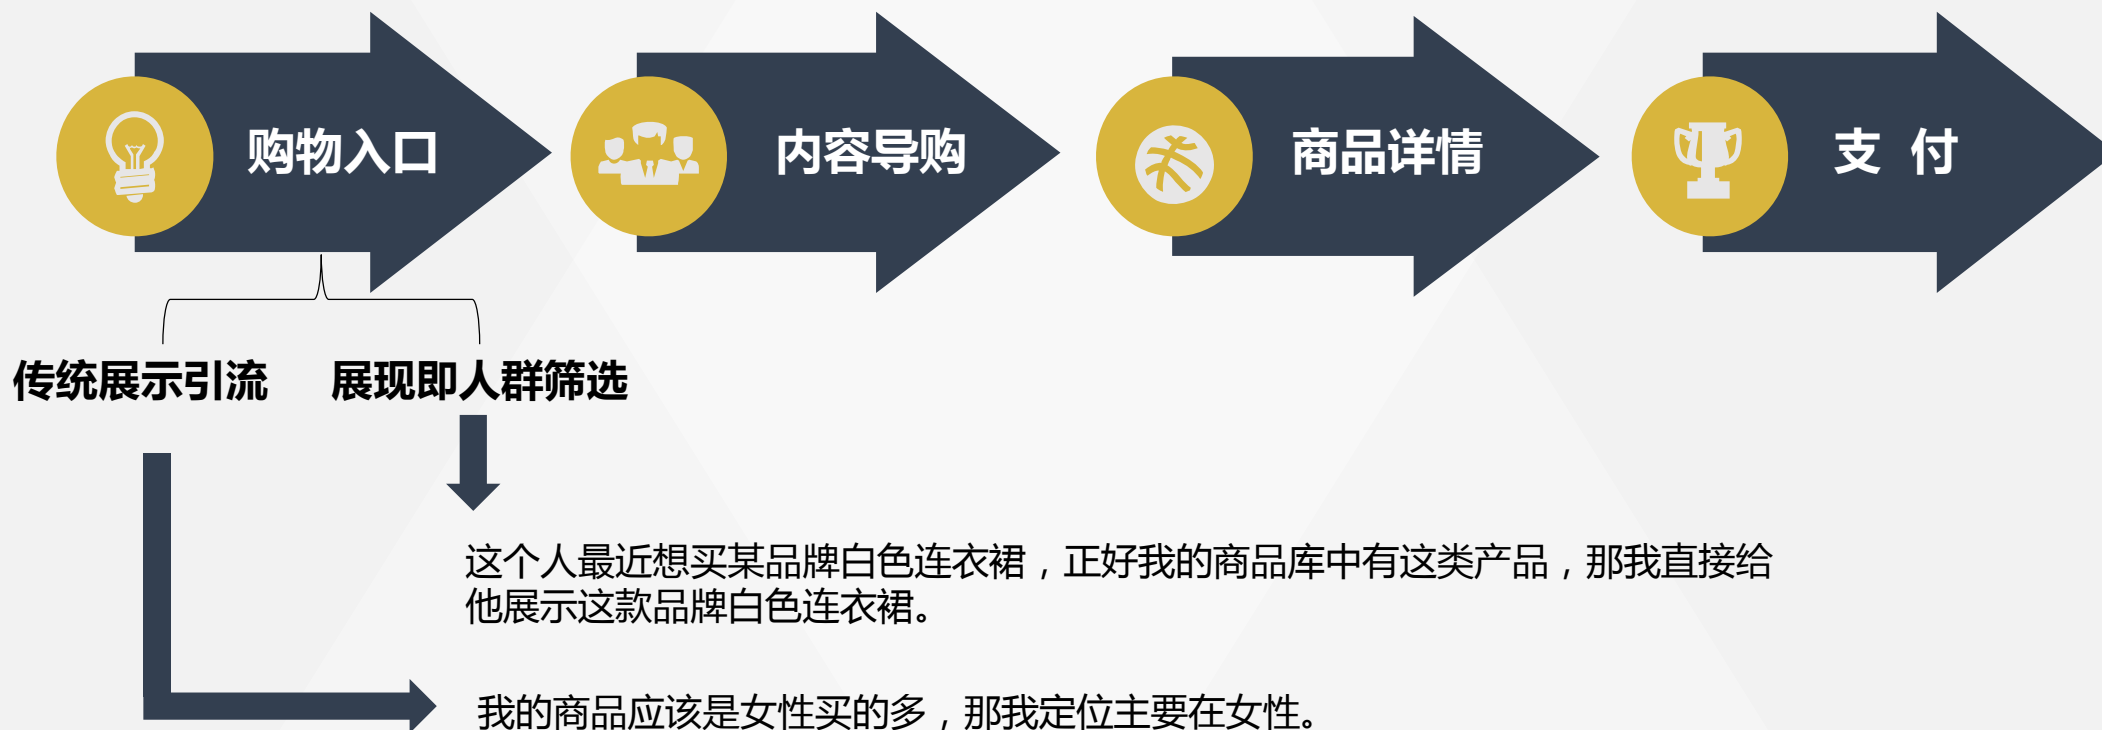 购物入口
内容导购
商品详情
支 付
传统展示引流
展现即人群筛选
这个人最近想买某品牌白色连衣裙，正好我的商品库中有这类产品，那我直接给
他展示这款品牌白色连衣裙。
我的商品应该是女性买的多，那我定位主要在女性。